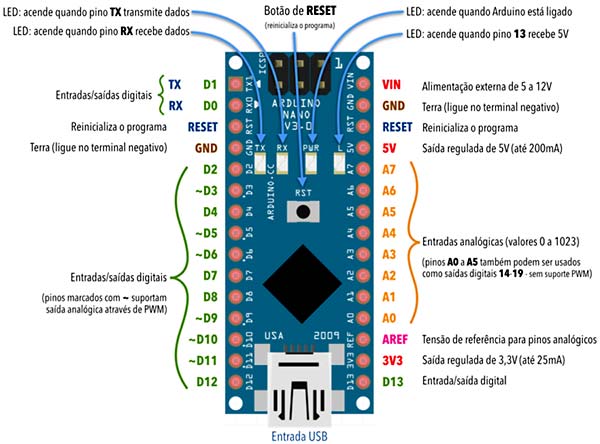 LED: acende quando pino TX transmite dados
LED: acende quando pino RX recebe dados
Botão de RESET
(reinicializa o programa)
LED: acende quando Arduino está ligado
LED: acende quando pino 13 recebe 5V
Entradas/saídas digitais
TX D1
RX D0
Reinicializa o programa RESET
Terra (ligue no terminal negativo) GND
D2
~D3
D4
~D5
~D6
D7
D8
~D9
~D10
~D11
D12
Entradas/saídas digitais
(pinos marcados com ~ suportam
saída analógica através de PWM)
ICSP
1
TX1
RX0
RST
GND
D2
D3
D4
D5
D6
D7
D8
D9
D10
D11
D12
ARDUINO
NANO
V3.0
TX RX PWR L
ARDUINO.CC
RST
USA 2009
VIN
GND
RST
5V
A7
A6
A5
A4
A3
A2
A1
A0
REF
3V3
D13
VIN Alimentação externa de 5 a 12V
GND Terra (ligue no terminal negativo)
RESET Reinicializa o programa
5V Saída regulada de 5V (até 200mA)
A7
A6
A5
A4
A3
A2
A1
A0
Entradas analógicas (valores 0 a 1023)
(pinos A0 a A5 também podem ser usados
como saídas digitais 14-19 - sem suporte PWM)
AREF Tensão de referência para pinos analógicos
3V3 Saída regulada de 3,3V (até 25mA)
D13 Entrada/saída digital
Entrada USB